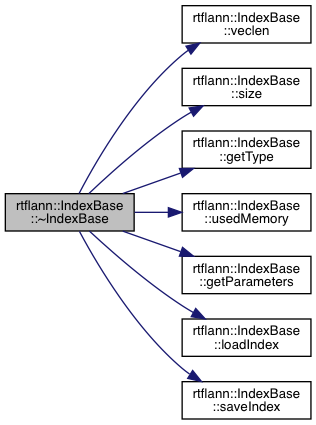 rtflann::IndexBase
::~IndexBase
rtflann::IndexBase
::veclen
rtflann::IndexBase
::size
rtflann::IndexBase
::getType
rtflann::IndexBase
::usedMemory
rtflann::IndexBase
::getParameters
rtflann::IndexBase
::loadIndex
rtflann::IndexBase
::saveIndex